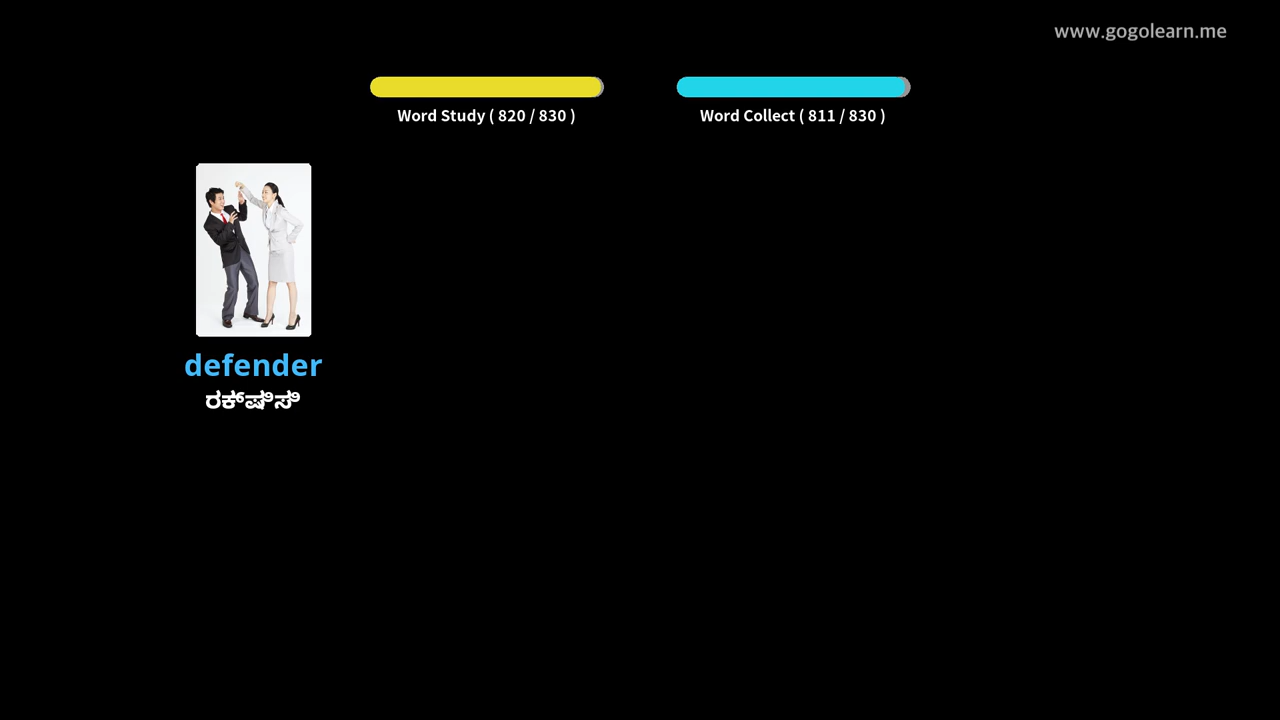 www.gogolearn.me
Word Study ( 820 / 830 )
Word Collect ( 811 / 830 )
defender
ರಕ್ಷಿಸಿ